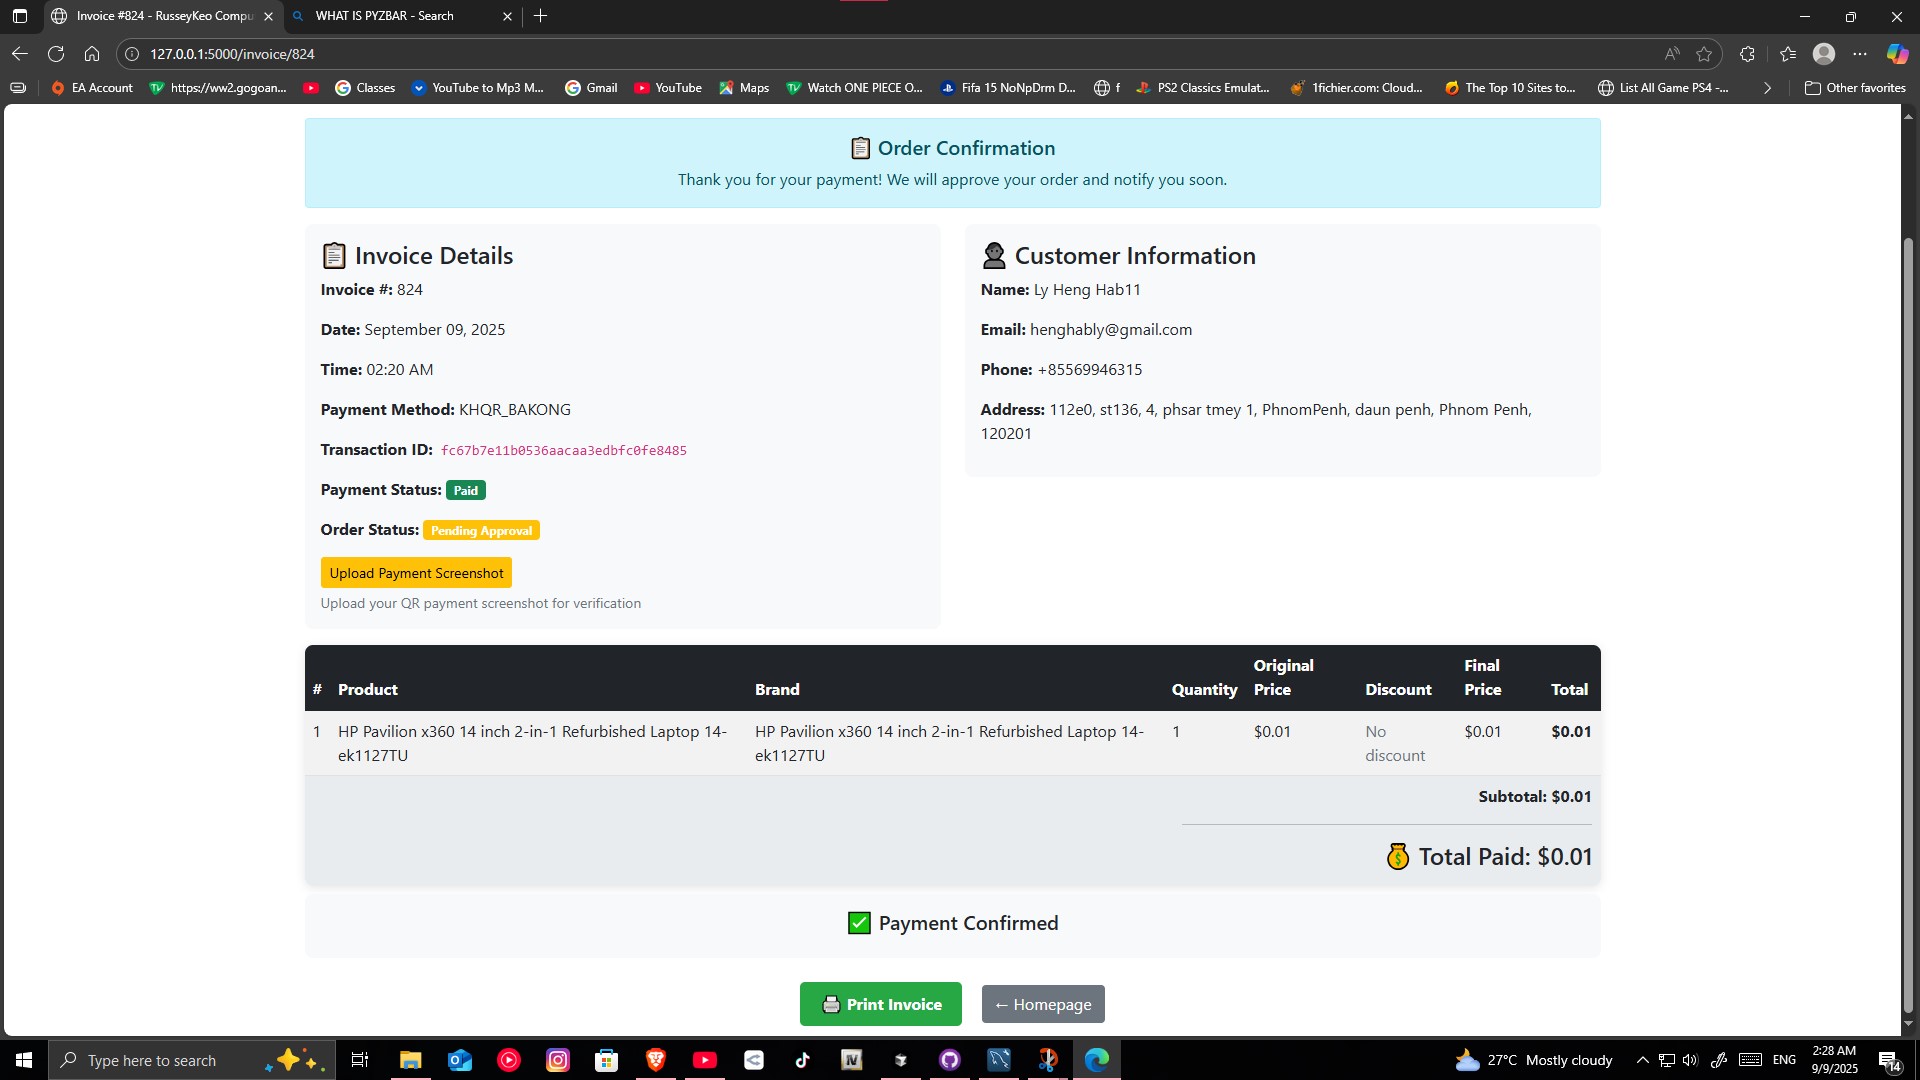 Invoice #824 - RusseyKeo Compu
WHAT IS PYZBAR - Search
127.0.0.1:5000/invoice/824
EA Account
https://ww2.gogoan...
Classes
YouTube to Mp3 M...
Gmail
YouTube
Maps
Watch ONE PIECE O...
Fifa 15 NoNpDrm D...
f
PS2 Classics Emulat...
1fichier.com: Cloud...
The Top 10 Sites to...
List All Game PS4 -...
Other favorites
Order Confirmation
Thank you for your payment! We will approve your order and notify you soon.
Invoice Details
Invoice #: 824
Date: September 09, 2025
Time: 02:20 AM
Payment Method: KHQR_BAKONG
Transaction ID: fc67b7e11b0536aacaa3edbfc0fe8485
Payment Status: Paid
Order Status: Pending Approval
Upload Payment Screenshot
Upload your QR payment screenshot for verification
Customer Information
Name: Ly Heng Hab11
Email: henghably@gmail.com
Phone: +85569946315
Address: 112e0, st136, 4, phsar tmey 1, PhnomPenh, daun penh, Phnom Penh,
120201
# Product Brand Quantity Original Price Discount Final Price Total
1 HP Pavilion x360 14 inch 2-in-1 Refurbished Laptop 14- HP Pavilion x360 14 inch 2-in-1 Refurbished Laptop 14- 1 $0.01 No $0.01 $0.01
ek1127TU ek1127TU discount
Subtotal: $0.01
Total Paid: $0.01
Payment Confirmed
Print Invoice
← Homepage
Type here to search
27°C Mostly cloudy
ENG
2:28 AM
9/9/2025
14